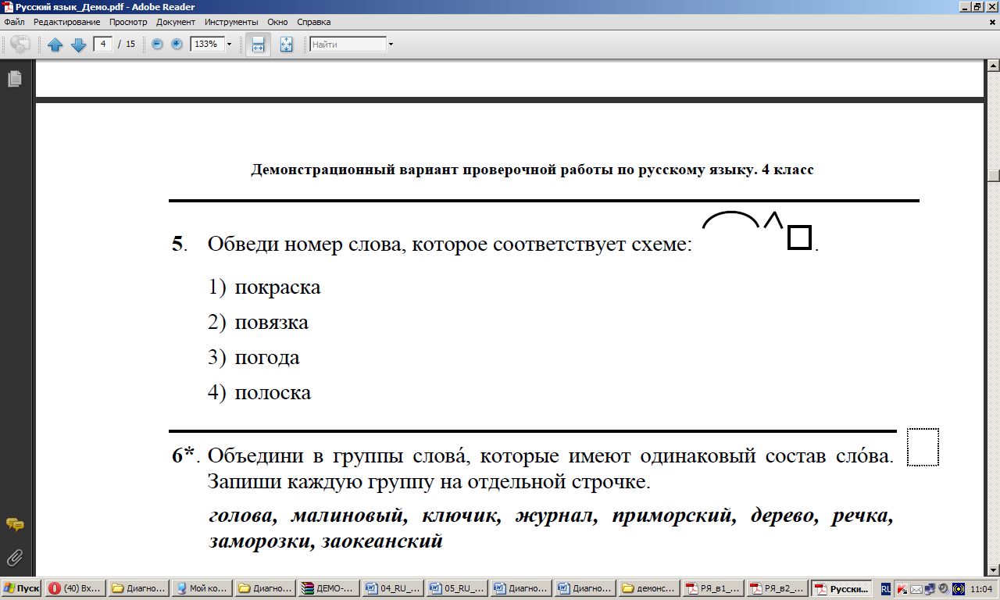 Русский язык_Демо.pdf - Adobe Reader
Файл Редактирование Просмотр Документ Инструменты Окно Справка
4 / 15 133% Найти
Демонстрационный вариант проверочной работы по русскому языку. 4 класс
5. Обведи номер слова, которое соответствует схеме: .
1) покраска
2) повязка
3) погода
4) полоска
6*. Объедини в группы словá, которые имеют одинаковый состав слóва.
Запиши каждую группу на отдельной строчке.
голова, малиновый, ключик, журнал, приморский, дерево, речка,
заморозки, заокеанский
Пуск (40) Вх... Диагно... Мой ко... Диагно... ДЕМО-... 04_RU_... 05_RU_... Диагно... Диагно... демонс... РЯ_в1_... РЯ_в2_... Русски... RU 11:04